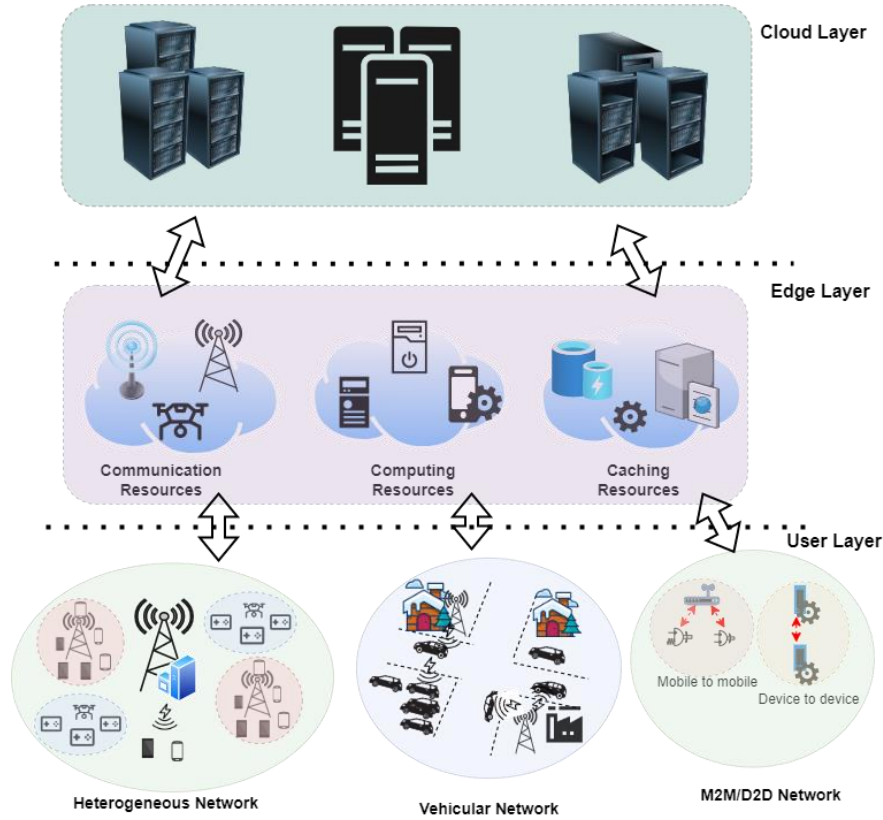 Cloud Layer
Edge Layer
Communication
Resources
Computing
Resources
Caching
Resources
User Layer
Mobile to mobile
Device to device
Heterogeneous Network
Vehicular Network
M2M/D2D Network